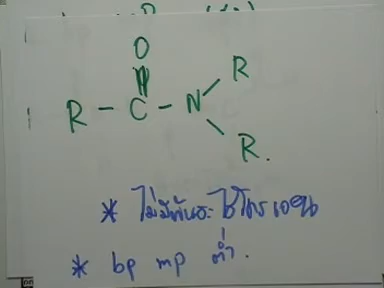 O
R - C - N
R
R.
* ไม่มีพันธะไฮโดรเจน
* bp mp ต่ำ.